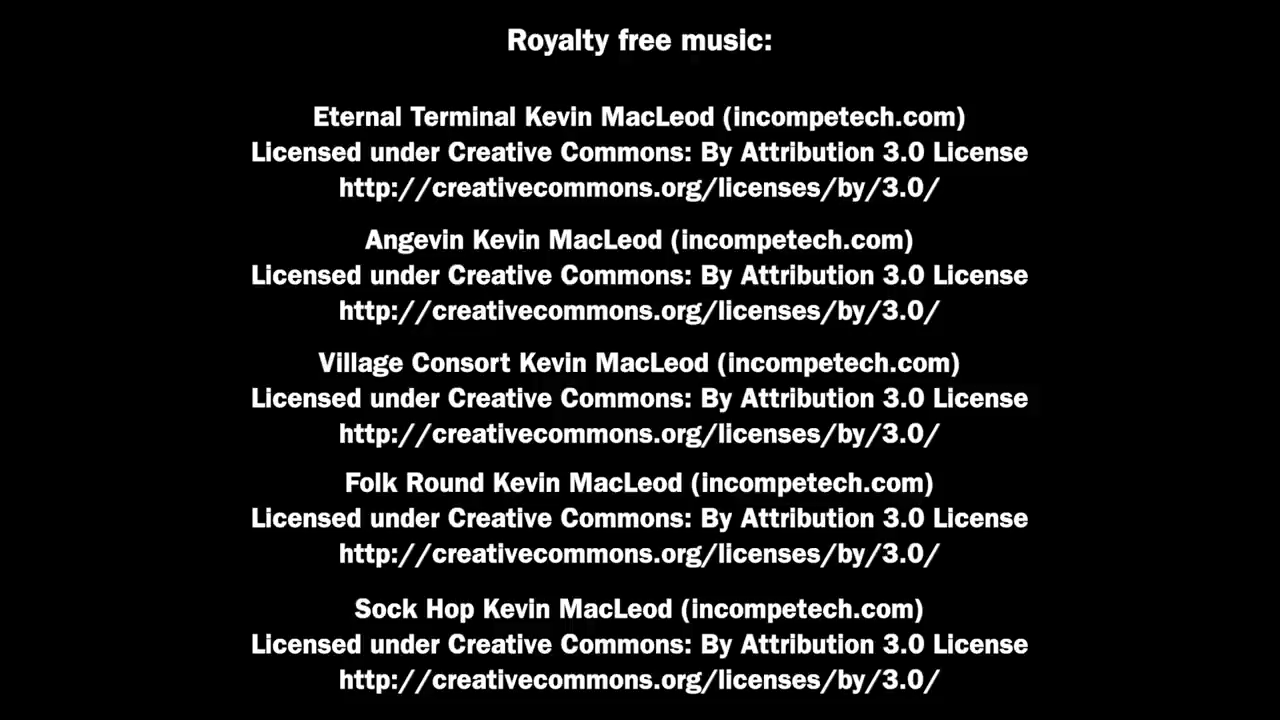 Royalty free music:
Eternal Terminal Kevin MacLeod (incompetech.com)
Licensed under Creative Commons: By Attribution 3.0 License
http://creativecommons.org/licenses/by/3.0/
Angevin Kevin MacLeod (incompetech.com)
Licensed under Creative Commons: By Attribution 3.0 License
http://creativecommons.org/licenses/by/3.0/
Village Consort Kevin MacLeod (incompetech.com)
Licensed under Creative Commons: By Attribution 3.0 License
http://creativecommons.org/licenses/by/3.0/
Folk Round Kevin MacLeod (incompetech.com)
Licensed under Creative Commons: By Attribution 3.0 License
http://creativecommons.org/licenses/by/3.0/
Sock Hop Kevin MacLeod (incompetech.com)
Licensed under Creative Commons: By Attribution 3.0 License
http://creativecommons.org/licenses/by/3.0/